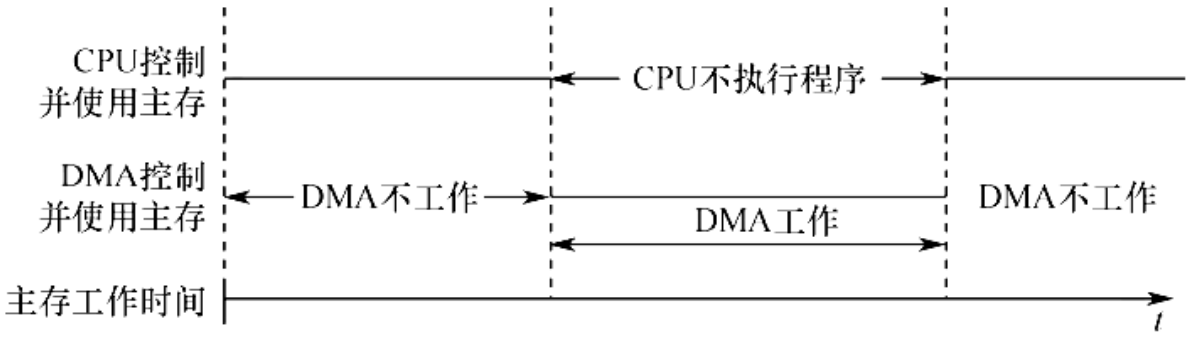 CPU控制
并使用主存
CPU不执行程序
DMA控制
并使用主存
DMA不工作
DMA不工作
DMA工作
主存工作时间
t